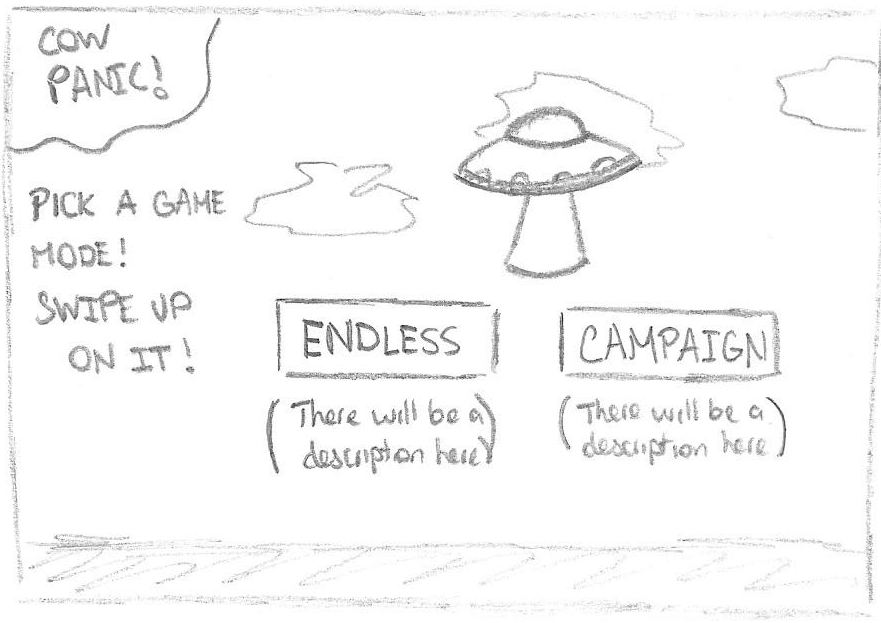 COW
PANIC!
PICK A GAME
MODE!
SWIPE UP
ON IT!
ENDLESS
CAMPAIGN
(There will be a
description here)
(There will be a
description here)